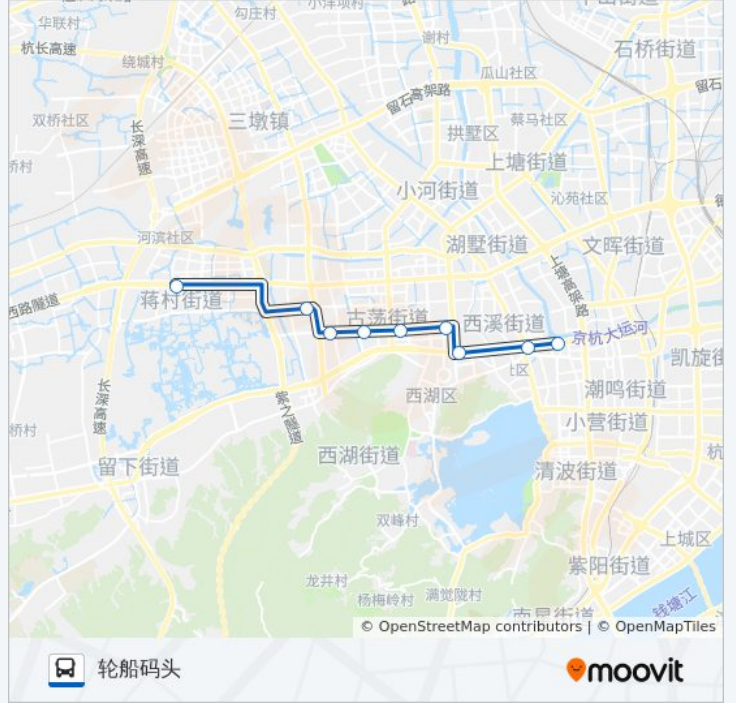 华联村
勾庄村
小洋坝村
杭长高速
绕城村
谢村
石桥街道
瓜山社区
留石高架路
留石
双桥社区
三墩镇
蔡马社区
长深高速
拱墅区
上塘街道
桥村
小河街道
沁苑社区
河滨社区
湖墅街道
文晖街道
上塘高架路
蒋村街道
西路隧道
古荡街道
西溪街道
京杭大运河
凯旋街
社区
西湖区
潮鸣街道
长深高速
紫之隧道
小营街道
桥村
留下街道
西湖街道
清波街道
杭
双峰村
上城区
紫阳街道
龙井村
杨梅岭村
满觉陇村
南星街道
钱塘江
© OpenStreetMap contributors | © OpenMapTiles
轮船码头
moovit